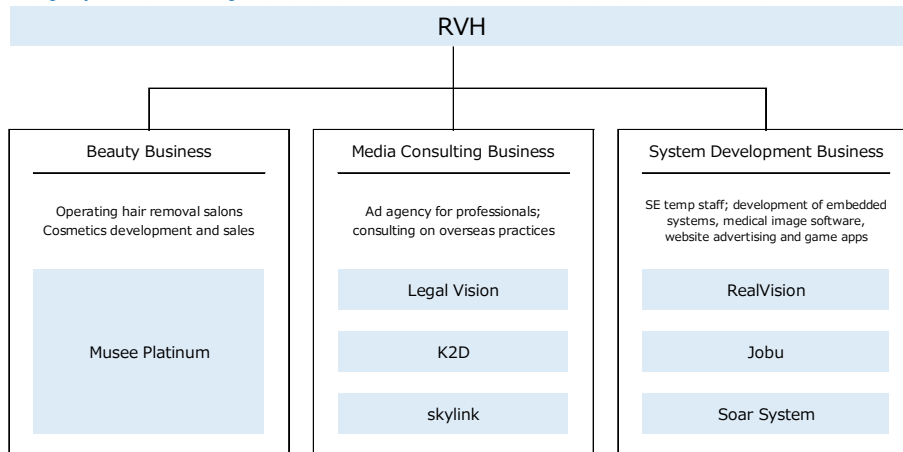 RVH
Beauty Business
Operating hair removal salons
Cosmetics development and sales
Musee Platinum
Media Consulting Business
Ad agency for professionals;
consulting on overseas practices
Legal Vision
K2D
skylink
System Development Business
SE temp staff; development of embedded
systems, medical image software,
website advertising and game apps
RealVision
Jobu
Soar System